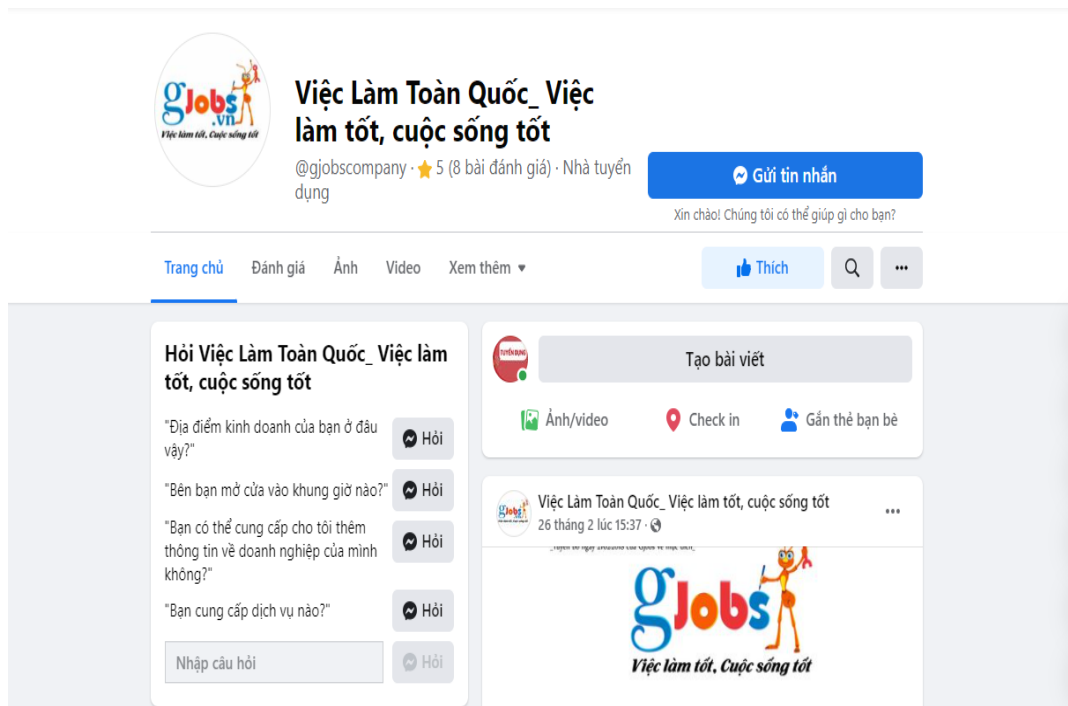 gJobs
.vn
Việc làm tốt, Cuộc sống tốt
Việc Làm Toàn Quốc_ Việc
làm tốt, cuộc sống tốt
@gjobscompany · 5 (8 bài đánh giá) · Nhà tuyển
dụng
Gửi tin nhắn
Xin chào! Chúng tôi có thể giúp gì cho bạn?
Trang chủ Đánh giá Ảnh Video Xem thêm
Thích
Hỏi Việc Làm Toàn Quốc_ Việc làm
tốt, cuộc sống tốt
"Địa điểm kinh doanh của bạn ở đâu
vậy?"
Hỏi
"Bên bạn mở cửa vào khung giờ nào?"
Hỏi
"Bạn có thể cung cấp cho tôi thêm
thông tin về doanh nghiệp của mình
không?"
Hỏi
"Bạn cung cấp dịch vụ nào?"
Hỏi
Nhập câu hỏi
Hỏi
TUYỂN DỤNG
Tạo bài viết
Ảnh/video Check in Gắn thẻ bạn bè
gJobs
Việc Làm Toàn Quốc_ Việc làm tốt, cuộc sống tốt
26 tháng 2 lúc 15:37 ·
gJobs
Việc làm tốt, Cuộc sống tốt